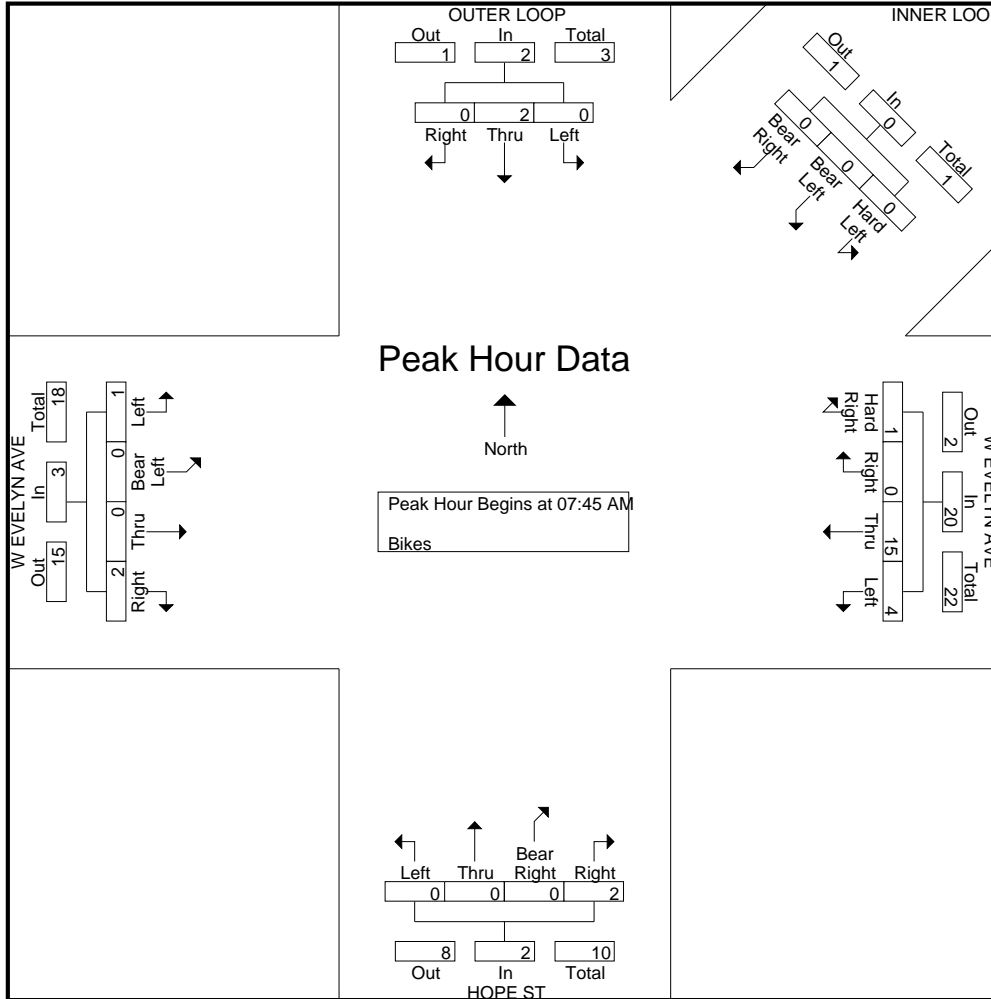 OUTER LOOP
Out In Total
1 2 3
0 2 0
Right Thru Left
INNER LOO
Out
1
In
0
Total
1
0
0
0
Bear
Right
Bear
Left
Hard
Left
Peak Hour Data
North
Peak Hour Begins at 07:45 AM
Bikes
W EVELYN AVE
Total
18
In
3
Out
15
1
0
0
2
Left
Bear
Left
Thru
Right
W EVELYN AVE
Out
2
In
20
Total
22
1
0
15
4
Hard
Right
Right
Thru
Left
Bear
Left Thru Right Right
0 0 0 2
8 2 10
Out In Total
HOPE ST